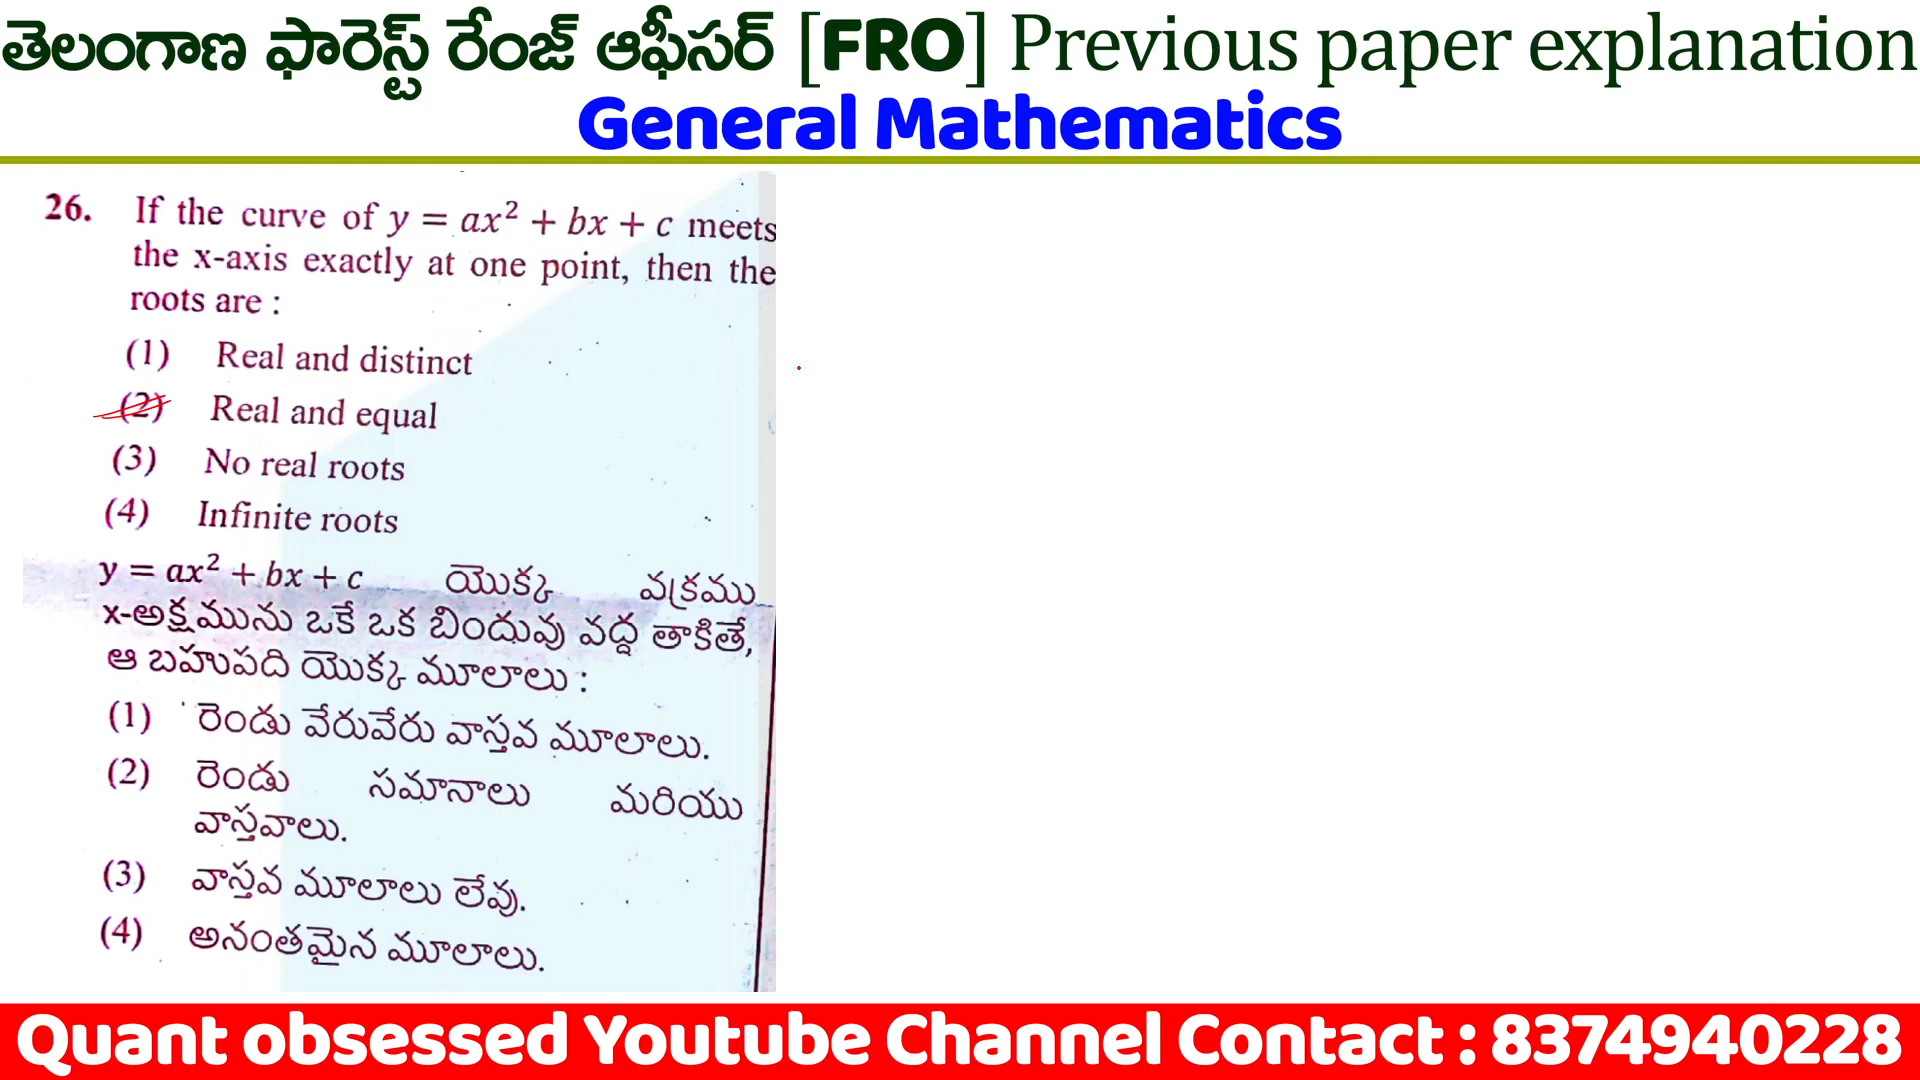 తెలంగాణ ఫారెస్ట్ రేంజ్ ఆఫీసర్ [FRO] Previous paper explanation
General Mathematics
26. If the curve of y = ax² + bx + c meets
the x-axis exactly at one point, then the
roots are :
(1) Real and distinct
(2) Real and equal
(3) No real roots
(4) Infinite roots
y = ax² + bx + c యొక్క వక్రము
x-అక్షమును ఒకే ఒక బిందువు వద్ద తాకితే,
ఆ బహుపది యొక్క మూలాలు :
(1) రెండు వేరువేరు వాస్తవ మూలాలు.
(2) రెండు సమానాలు మరియు
వాస్తవాలు.
(3) వాస్తవ మూలాలు లేవు.
(4) అనంతమైన మూలాలు.
Quant obsessed Youtube Channel Contact : 8374940228